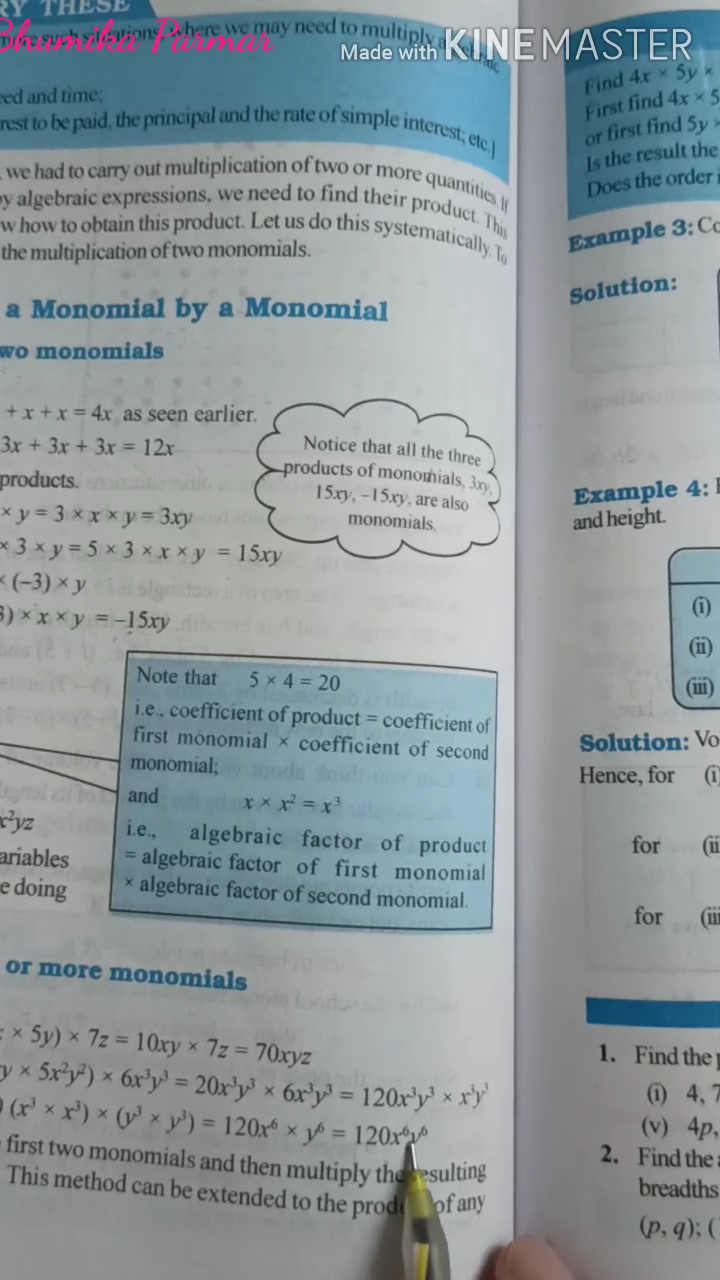 RY THESE
Bhumika Parmar
Made with KINEMASTER
more such situations where we may need to multiply algebraic
eed and time;
rest to be paid, the principal and the rate of simple interest; etc.]
we had to carry out multiplication of two or more quantities. If
y algebraic expressions, we need to find their product. This
w how to obtain this product. Let us do this systematically. To
the multiplication of two monomials.
a Monomial by a Monomial
wo monomials
+ x + x = 4x as seen earlier.
3x + 3x + 3x = 12x
products.
× y = 3 × x × y = 3xy
× 3 × y = 5 × 3 × x × y = 15xy
× (–3) × y
3) × x × y = –15xy
Notice that all the three
products of monomials, 3xy,
15xy, –15xy, are also
monomials.
Note that 5 × 4 = 20
i.e., coefficient of product = coefficient of
first monomial × coefficient of second
monomial;
and x × x² = x³
i.e., algebraic factor of product
= algebraic factor of first monomial
× algebraic factor of second monomial.
x²yz
ariables
e doing
or more monomials
× 5y) × 7z = 10xy × 7z = 70xyz
y × 5x²y²) × 6x³y³ = 20x³y³ × 6x³y³ = 120x³y³ × x³y³
(x³ × x³) × (y³ × y³) = 120x⁶ × y⁶ = 120x⁶y⁶
first two monomials and then multiply the resulting
This method can be extended to the product of any
Find 4x × 5y ×
First find 4x × 5
or first find 5y ×
Is the result the
Does the order i
Example 3: Co
Solution:
Example 4:
and height.
(i)
(ii)
(iii)
Solution: Vo
Hence, for (i)
for (ii
for (iii
1. Find the p
(i) 4, 7
(v) 4p,
2. Find the a
breadths
(p, q); (